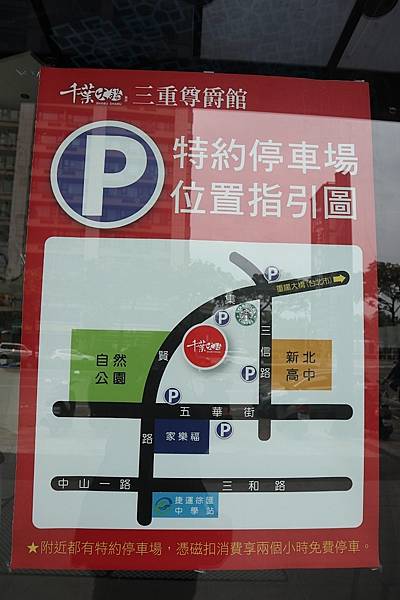 千葉火鍋 三重尊爵館
P 特約停車場
位置指引圖
P
重陽大橋(台北市)
集
P
三信路
千葉火鍋
自然
公園
賢
P
新北
高中
P
五華街
路
家樂福
P
中山一路
三和路
捷運徐匯
中學站
★附近都有特約停車場,憑磁扣消費享兩個小時免費停車。